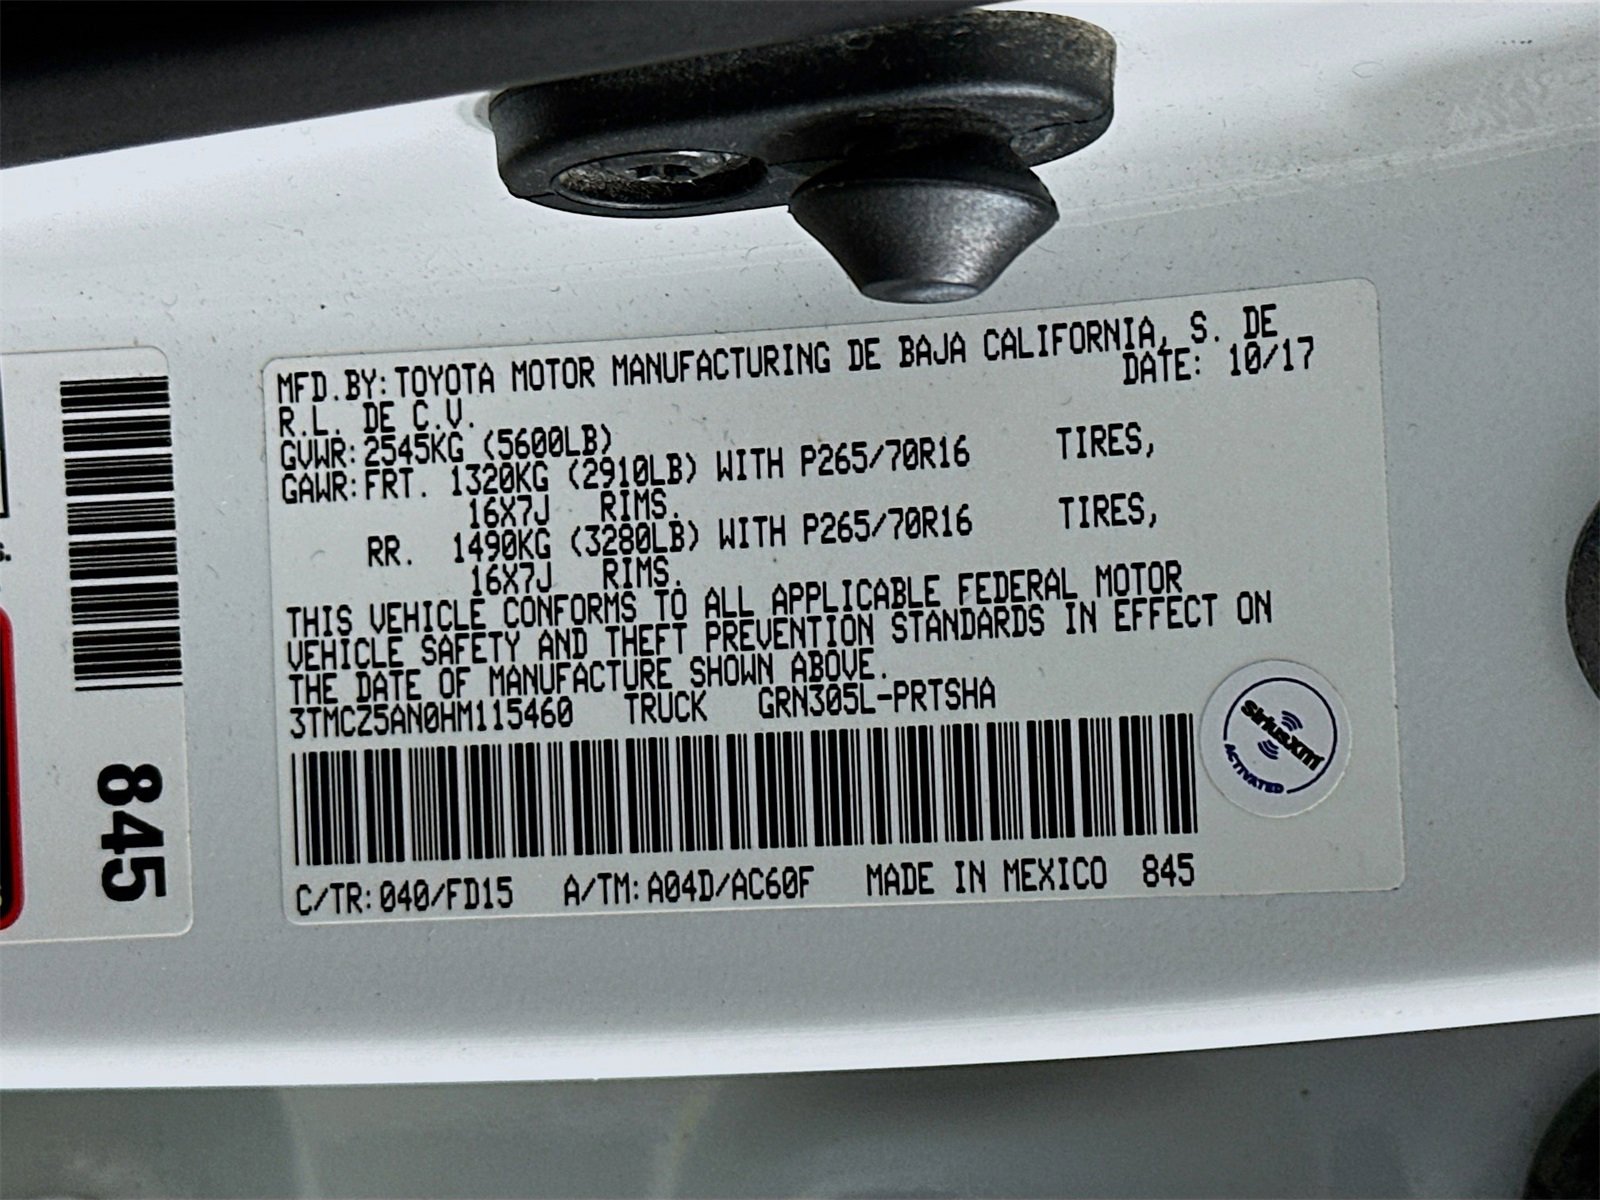 MFD.BY:TOYOTA MOTOR MANUFACTURING DE BAJA CALIFORNIA, S. DE
R.L. DE C.V. DATE: 10/17
GVWR:2545KG (5600LB)
GAWR:FRT. 1320KG (2910LB) WITH P265/70R16 TIRES,
16X7J RIMS.
RR. 1490KG (3280LB) WITH P265/70R16 TIRES,
16X7J RIMS.
THIS VEHICLE CONFORMS TO ALL APPLICABLE FEDERAL MOTOR
VEHICLE SAFETY AND THEFT PREVENTION STANDARDS IN EFFECT ON
THE DATE OF MANUFACTURE SHOWN ABOVE.
3TMCZ5AN0HM115460 TRUCK GRN305L-PRTSHA
C/TR:040/FD15 A/TM:A04D/AC60F MADE IN MEXICO 845
siriusxm
ACTIVATED
845
s.